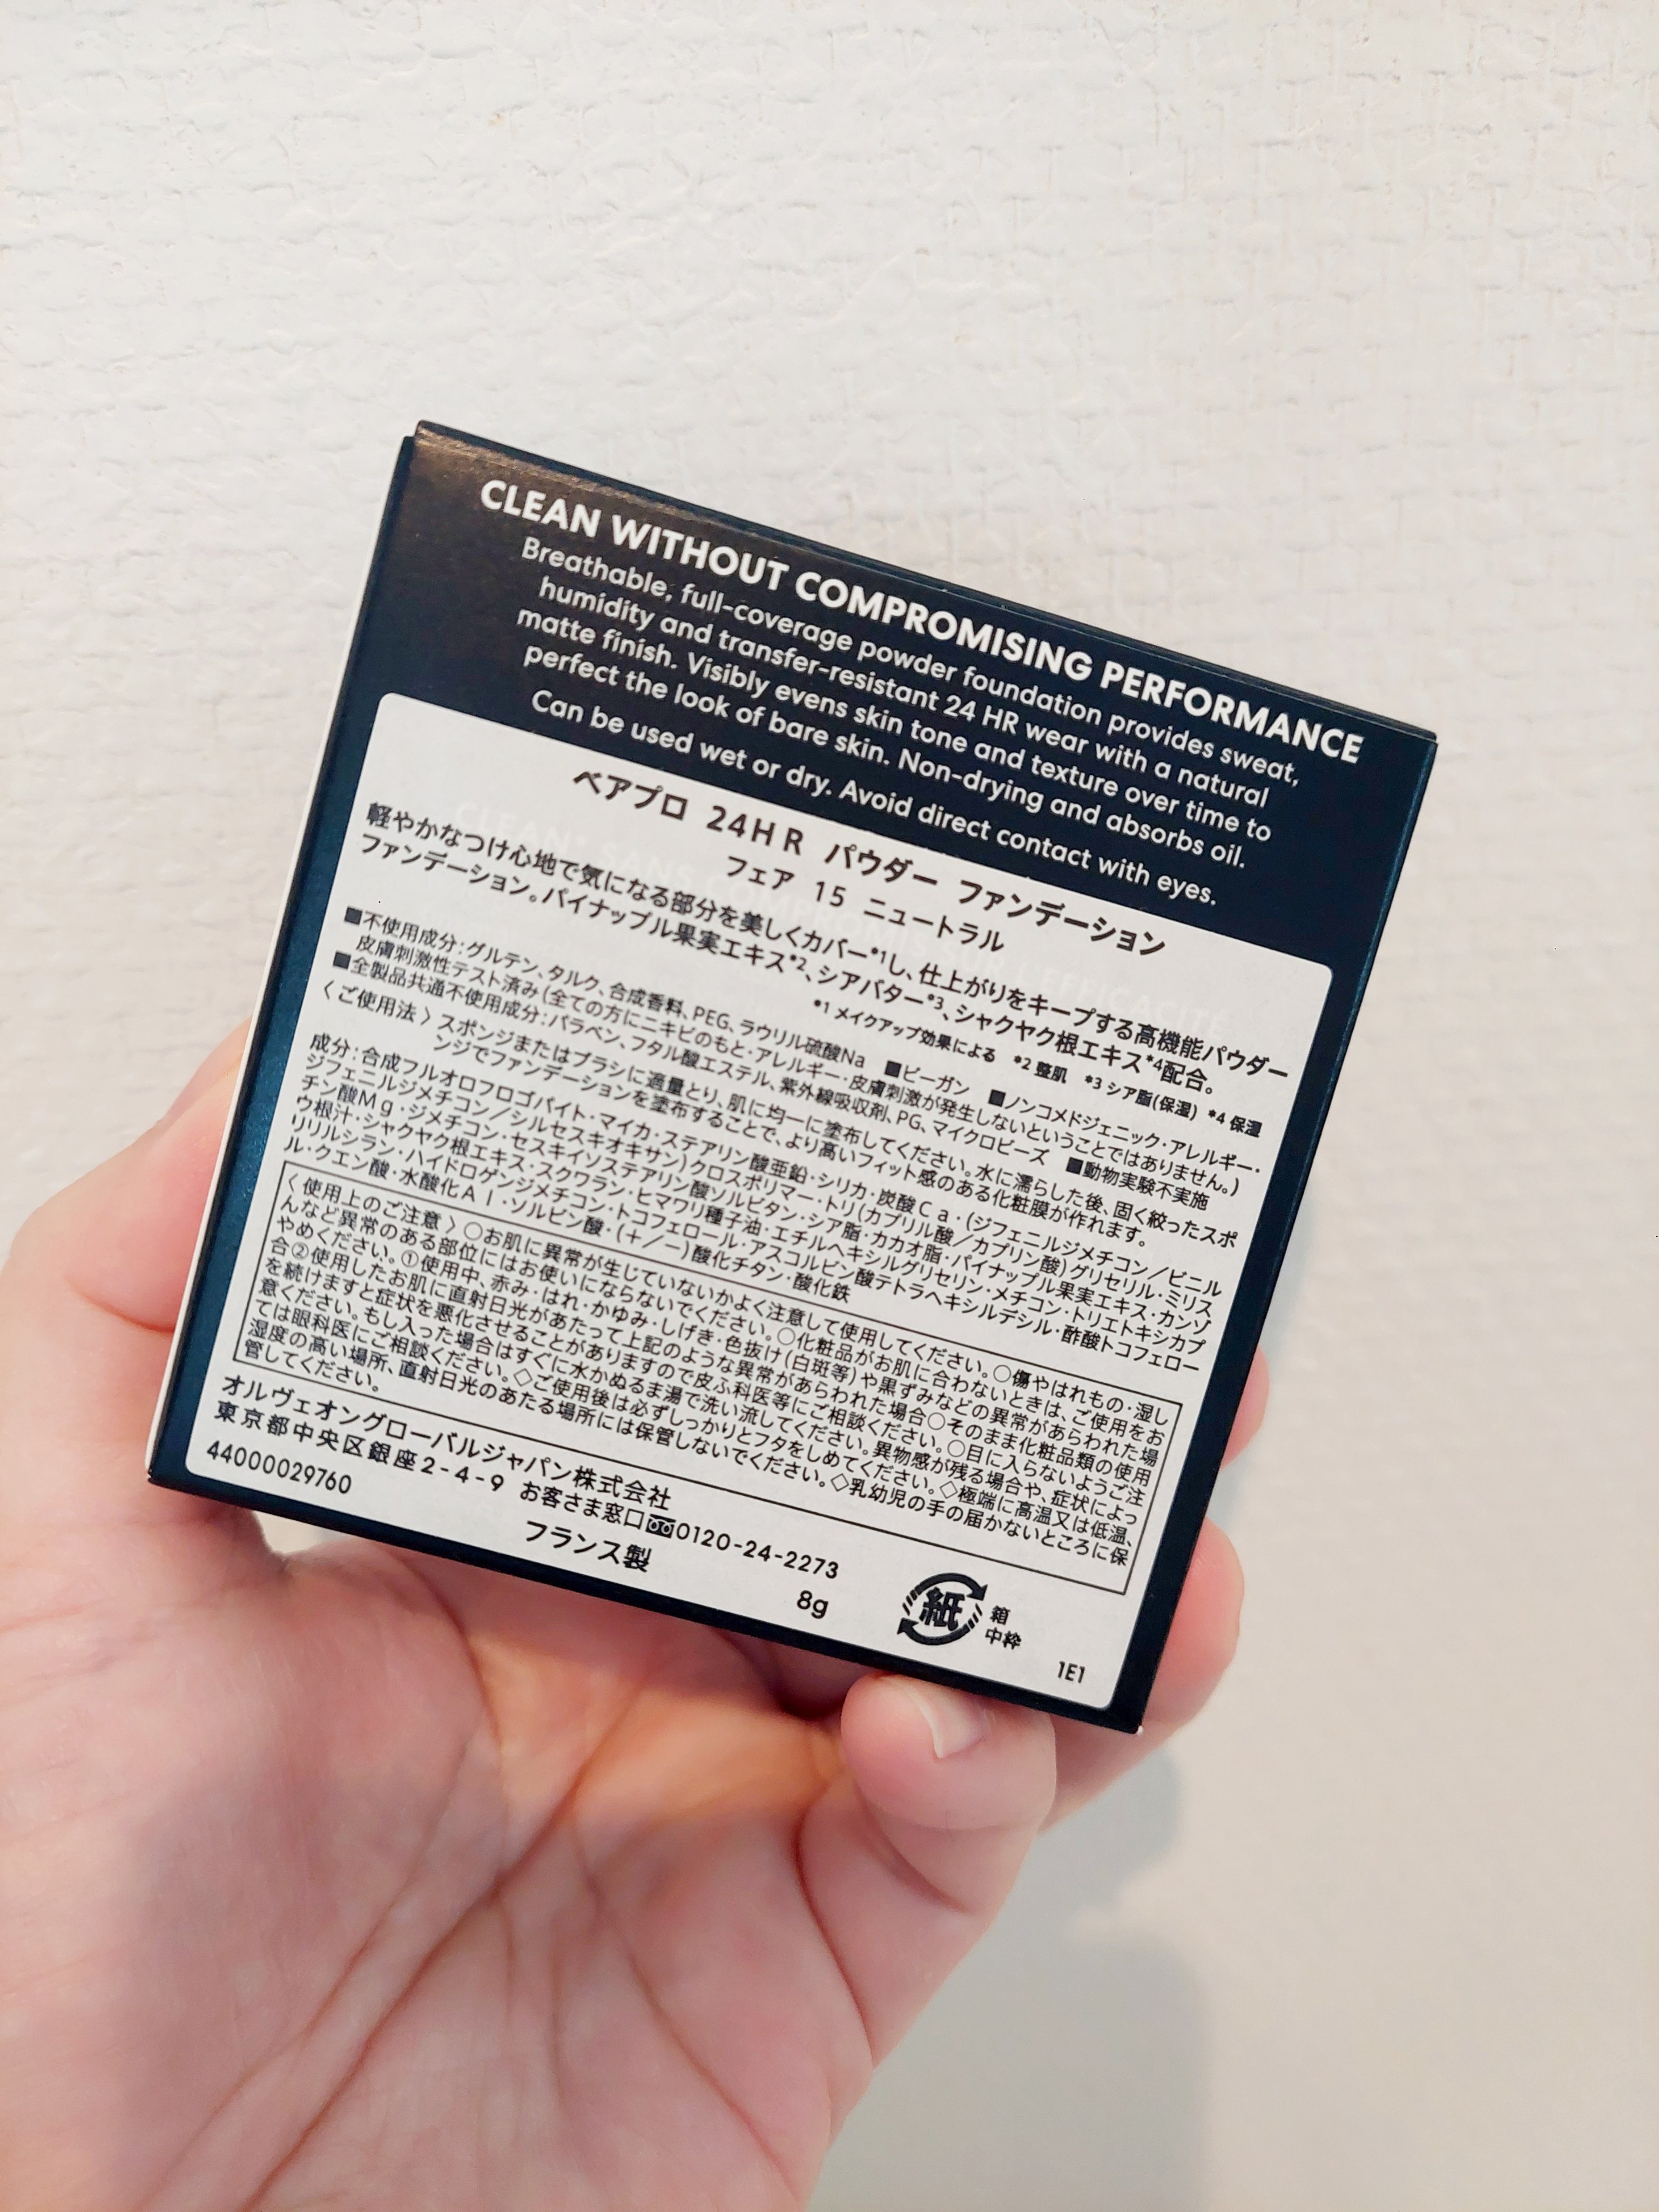 CLEAN WITHOUT COMPROMISING PERFORMANCE
Breathable, full-coverage powder foundation provides sweat,
humidity and transfer-resistant 24 HR wear with a natural
matte finish. Visibly evens skin tone and texture over time to
perfect the look of bare skin. Non-drying and absorbs oil.
Can be used wet or dry. Avoid direct contact with eyes.
ベアプロ 24HR パウダー ファンデーション
フェア 15 ニュートラル
軽やかなつけ心地で気になる部分を美しくカバー*1し、仕上がりをキープする高機能パウダー
ファンデーション。パイナップル果実エキス*2、シアバター*3、シャクヤク根エキス*4配合。
*1 メイクアップ効果による *2 整肌 *3 シア脂(保湿) *4 保湿
■不使用成分：グルテン、タルク、合成香料、PEG、ラウリル硫酸Na ■ビーガン ■ノンコメドジェニック・アレルギー・
皮膚刺激性テスト済み(全ての方にニキビのもと・アレルギー・皮膚刺激が発生しないということではありません。)
■全製品共通不使用成分：パラベン、フタル酸エステル、紫外線吸収剤、PG、マイクロビーズ ■動物実験不実施
〈ご使用法〉スポンジまたはブラシに適量とり、肌に均一に塗布してください。水に濡らした後、固く絞ったスポ
ンジでファンデーションを塗布することで、より高いフィット感のある化粧膜が作れます。
成分：合成フルオロフロゴパイト・マイカ・ステアリン酸亜鉛・シリカ・炭酸Ca・(ジフェニルジメチコン／ビニル
ジフェニルジメチコン／シルセスキオキサン)クロスポリマー・トリ(カプリル酸／カプリン酸)グリセリル・ミリス
チン酸Mg・ジメチコン・セスキイソステアリン酸ソルビタン・シア脂・カカオ脂・パイナップル果実エキス・カンゾ
ウ根汁・シャクヤク根エキス・スクワラン・ヒマワリ種子油・エチルヘキシルグリセリン・メチコン・トリエトキシカプ
リリルシラン・ハイドロゲンジメチコン・トコフェロール・アスコルビン酸テトラヘキシルデシル・酢酸トコフェロー
ル・クエン酸・水酸化Al・ソルビン酸・(+／−)酸化チタン・酸化鉄
〈使用上のご注意〉○お肌に異常が生じていないかよく注意して使用してください。○傷やはれもの・湿し
んなど異常のある部位にはお使いにならないでください。○化粧品がお肌に合わないときは、ご使用をお
やめください。①使用中、赤み・はれ・かゆみ・しげき・色抜け(白斑等)や黒ずみなどの異常があらわれた場
合②使用したお肌に直射日光があたって上記のような異常があらわれた場合○そのまま化粧品類の使用
を続けますと症状を悪化させることがありますので皮ふ科医等にご相談ください。○目に入らないようご注
意ください。もし入った場合はすぐに水かぬるま湯で洗い流してください。異物感が残る場合や、症状によっ
ては眼科医にご相談ください。◇ご使用後は必ずしっかりとフタをしめてください。◇極端に高温又は低温、
湿度の高い場所、直射日光のあたる場所には保管しないでください。◇乳幼児の手の届かないところに保
管してください。
オルヴェオングローバルジャパン株式会社
東京都中央区銀座2-4-9 お客さま窓口 0120-24-2273
44000029760
フランス製
8g
紙
箱
中枠
1E1